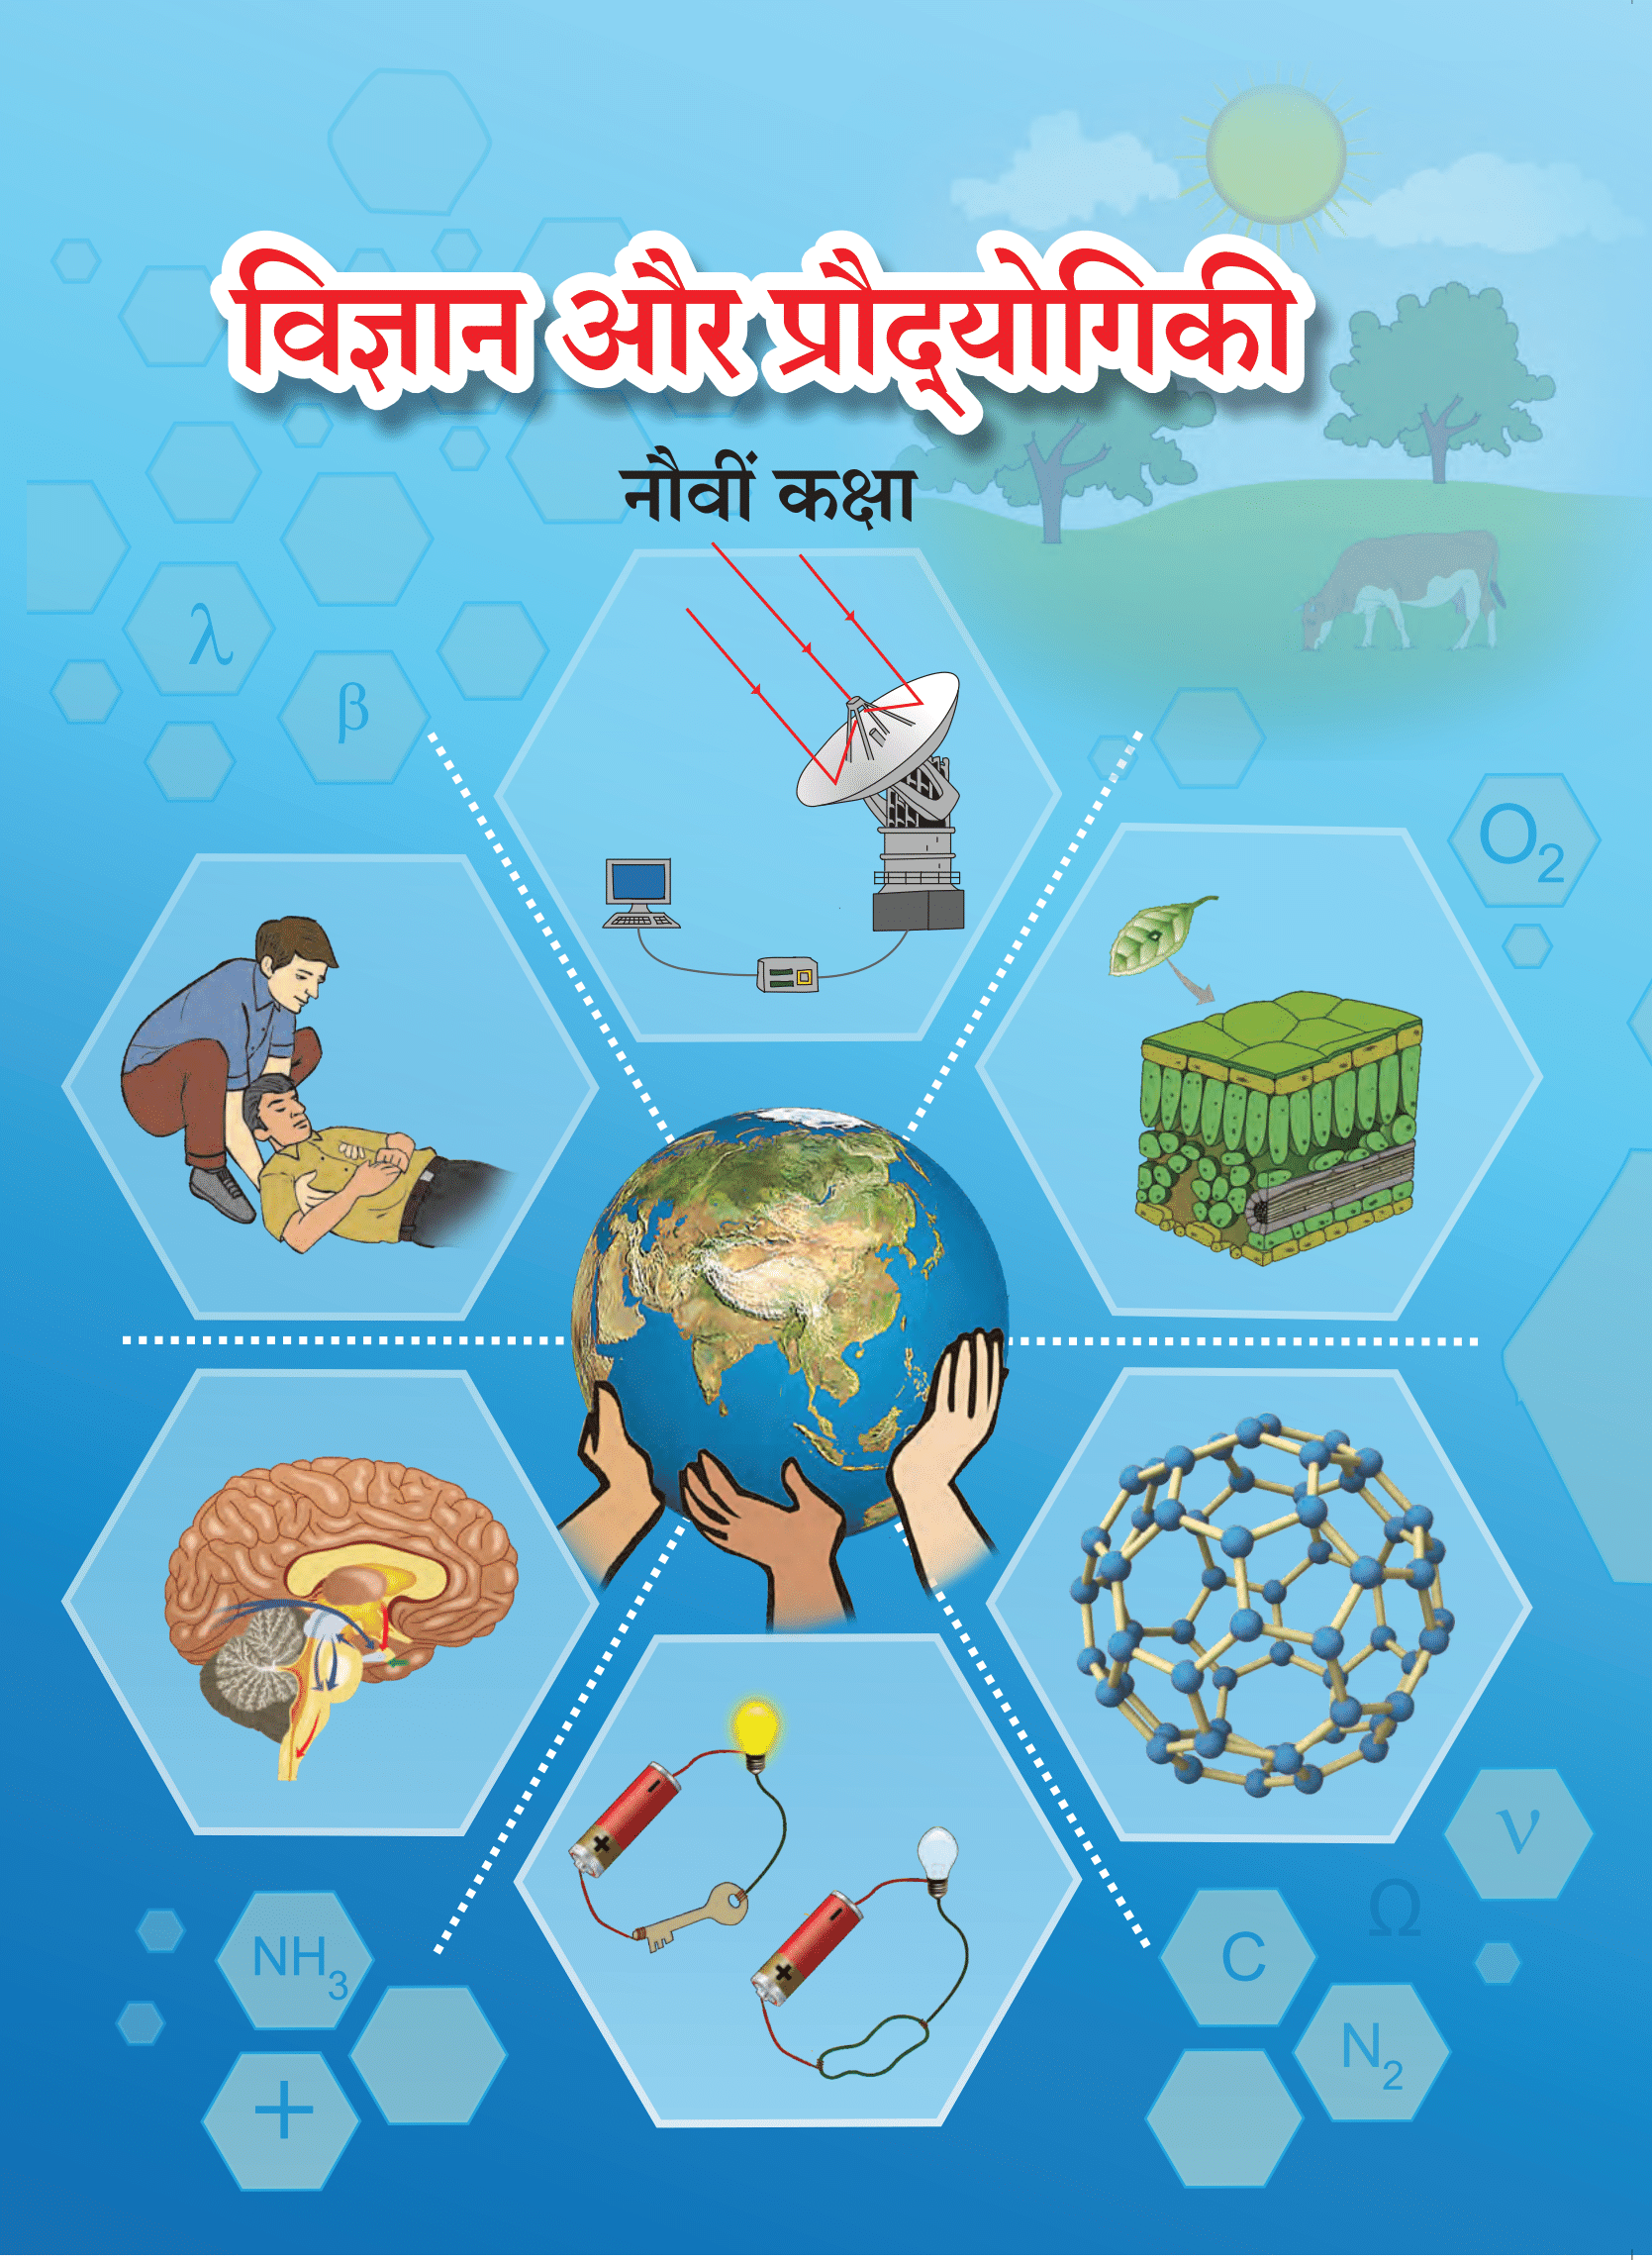 विज्ञान और प्रौद्‌योगिकी
नौवीं कक्षा
λ
β
O2
ν
Ω
NH3
C
N2
+